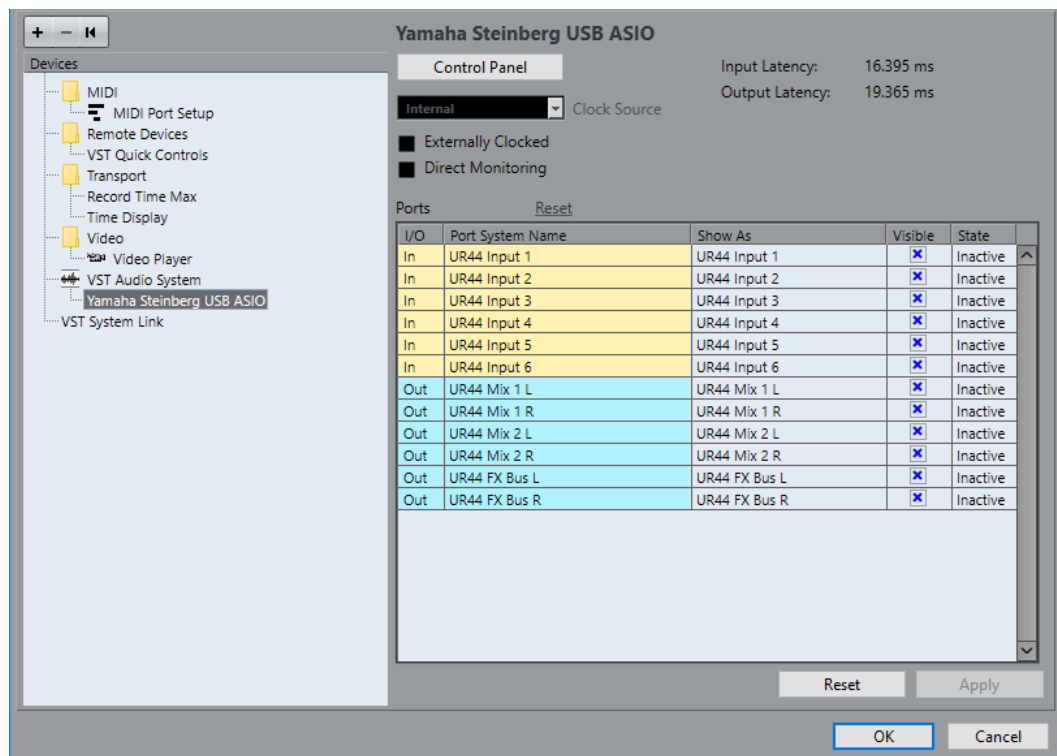 + −
Devices
MIDI
MIDI Port Setup
Remote Devices
VST Quick Controls
Transport
Record Time Max
Time Display
Video
Video Player
VST Audio System
Yamaha Steinberg USB ASIO
VST System Link
Yamaha Steinberg USB ASIO
Control Panel
Input Latency: 16.395 ms
Output Latency: 19.365 ms
Internal Clock Source
Externally Clocked
Direct Monitoring
Ports Reset
I/O Port System Name Show As Visible State
In UR44 Input 1 UR44 Input 1 Inactive
In UR44 Input 2 UR44 Input 2 Inactive
In UR44 Input 3 UR44 Input 3 Inactive
In UR44 Input 4 UR44 Input 4 Inactive
In UR44 Input 5 UR44 Input 5 Inactive
In UR44 Input 6 UR44 Input 6 Inactive
Out UR44 Mix 1 L UR44 Mix 1 L Inactive
Out UR44 Mix 1 R UR44 Mix 1 R Inactive
Out UR44 Mix 2 L UR44 Mix 2 L Inactive
Out UR44 Mix 2 R UR44 Mix 2 R Inactive
Out UR44 FX Bus L UR44 FX Bus L Inactive
Out UR44 FX Bus R UR44 FX Bus R Inactive
Reset Apply
OK Cancel